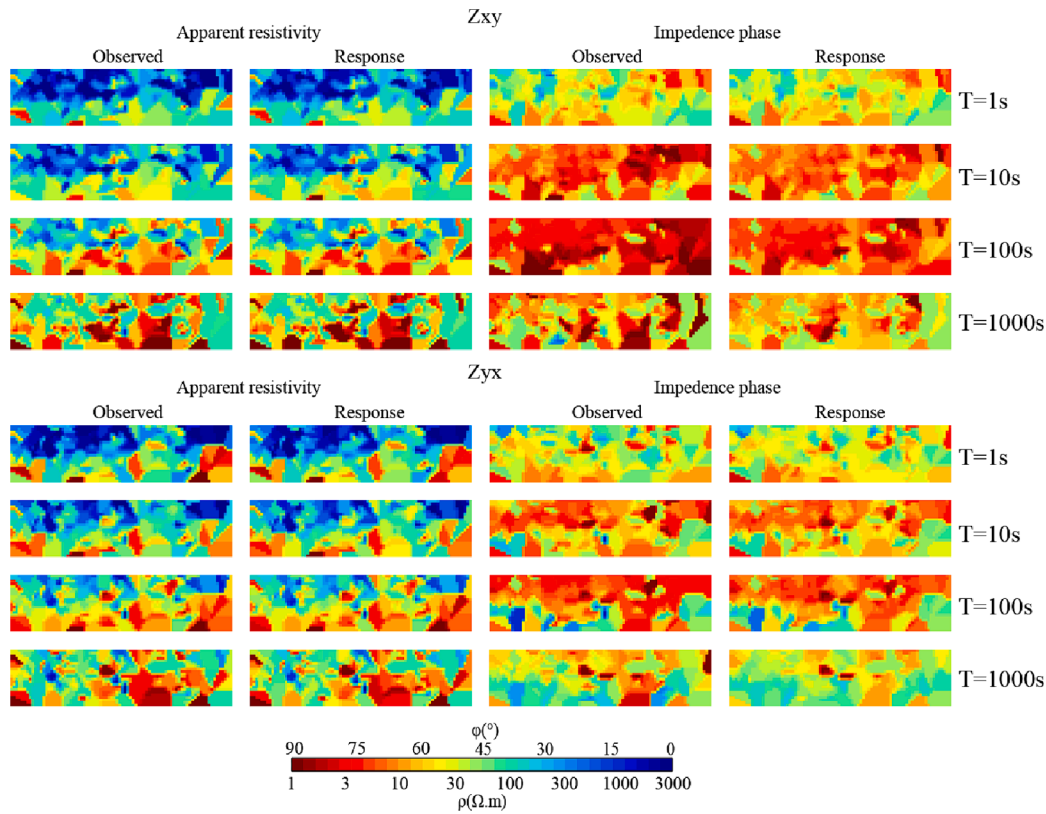 Zxy
Apparent resistivity Impedence phase
Observed Response Observed Response
T=1s
T=10s
T=100s
T=1000s
Zyx
Apparent resistivity Impedence phase
Observed Response Observed Response
T=1s
T=10s
T=100s
T=1000s
φ(°)
90 75 60 45 30 15 0
1 3 10 30 100 300 1000 3000
ρ(Ω.m)